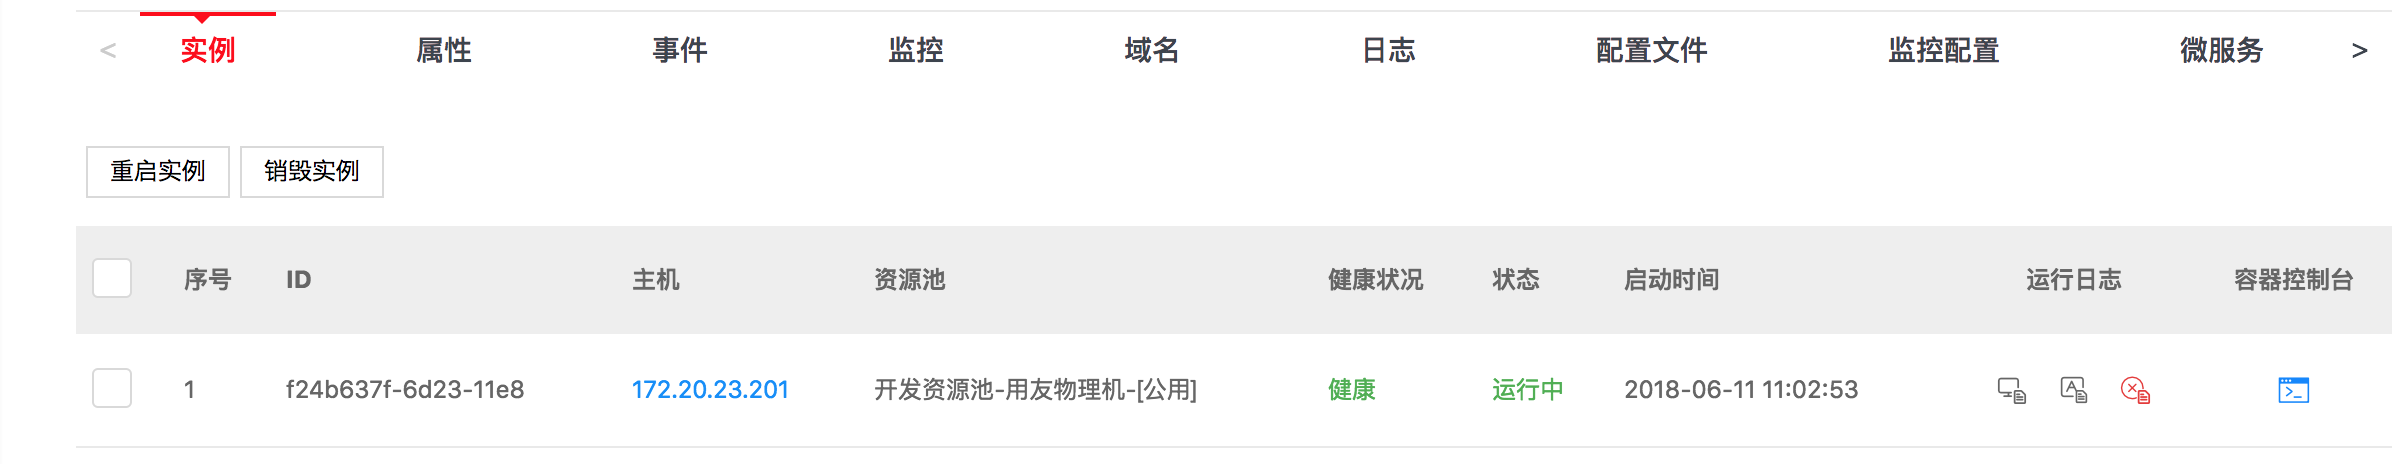 < 实例 属性 事件 监控 域名 日志 配置文件 监控配置 微服务 >
重启实例 销毁实例
序号 ID 主机 资源池 健康状况 状态 启动时间 运行日志 容器控制台
1 f24b637f-6d23-11e8 172.20.23.201 开发资源池-用友物理机-[公用] 健康 运行中 2018-06-11 11:02:53